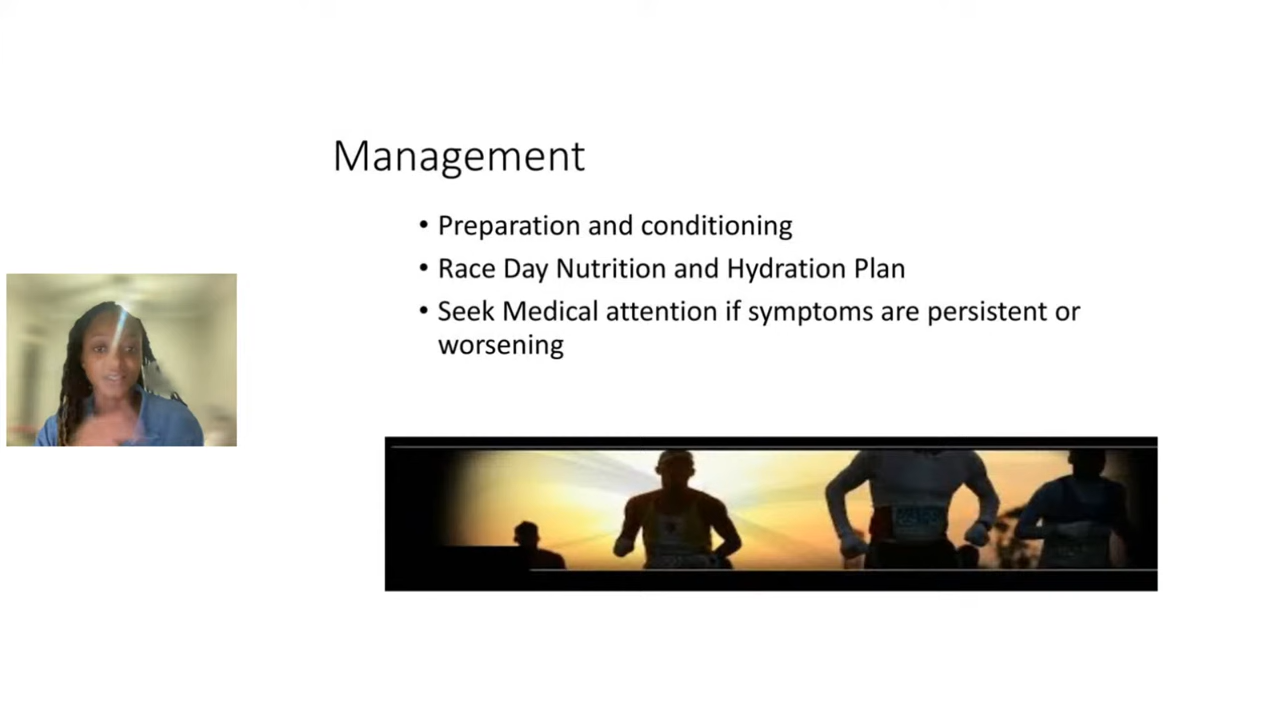 Management
• Preparation and conditioning
• Race Day Nutrition and Hydration Plan
• Seek Medical attention if symptoms are persistent or
worsening